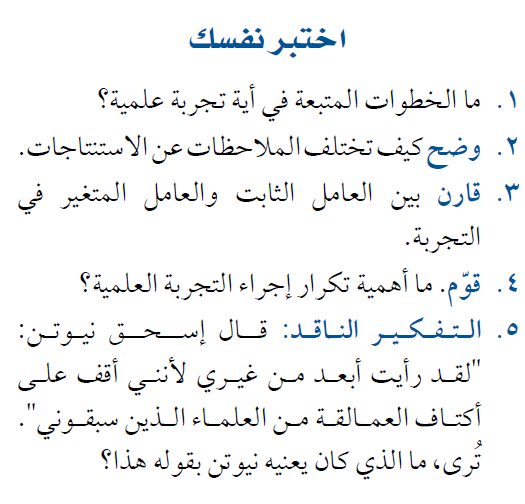 اختبر نفسك
١. ما الخطوات المتبعة في أية تجربة علمية؟
٢. وضح كيف تختلف الملاحظات عن الاستنتاجات.
٣. قارن بين العامل الثابت والعامل المتغير في
التجربة.
٤. قوّم. ما أهمية تكرار إجراء التجربة العلمية؟
٥. التفكير الناقد: قال إسحق نيوتن:
"لقد رأيت أبعد من غيري لأنني أقف على
أكتاف العمالقة من العلماء الذين سبقوني".
تُرى، ما الذي كان يعنيه نيوتن بقوله هذا؟